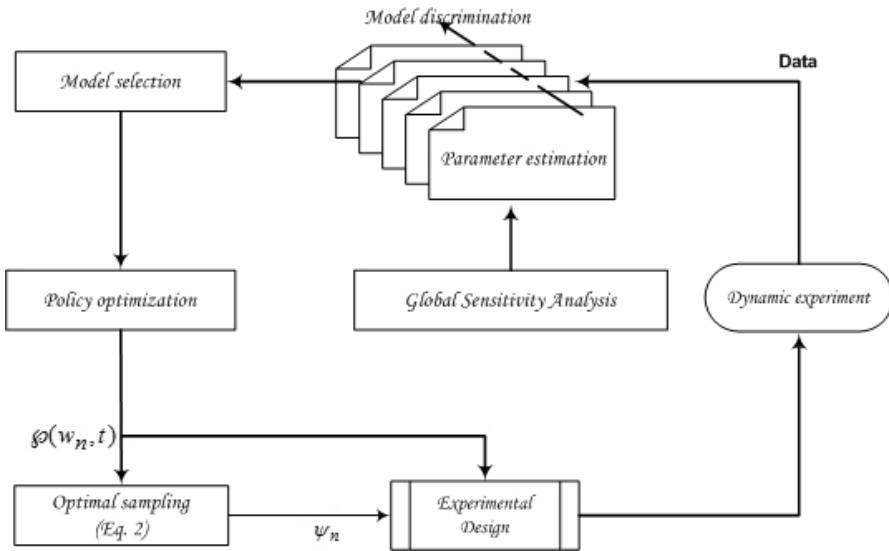 Model discrimination
Data
Model selection
Parameter estimation
Policy optimization
Global Sensitivity Analysis
Dynamic experiment
℘(wₙ, t)
Optimal sampling
(Eq. 2)
ψₙ
Experimental
Design